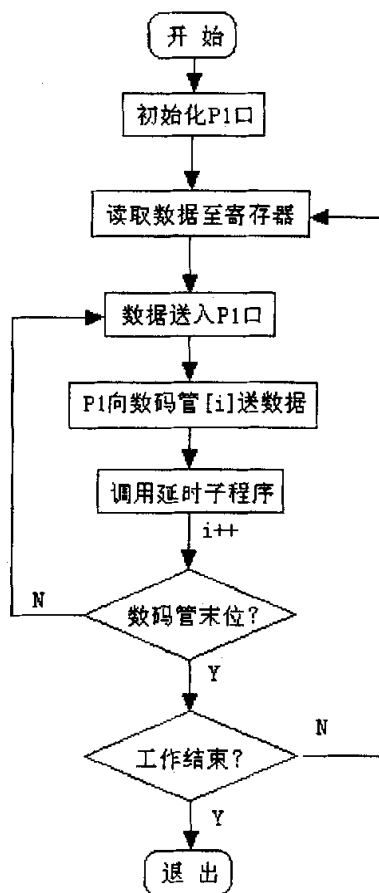 开 始
初始化P1口
读取数据至寄存器
数据送入P1口
P1向数码管[i]送数据
调用延时子程序
i++
N
数码管末位?
Y
N
工作结束?
Y
退 出